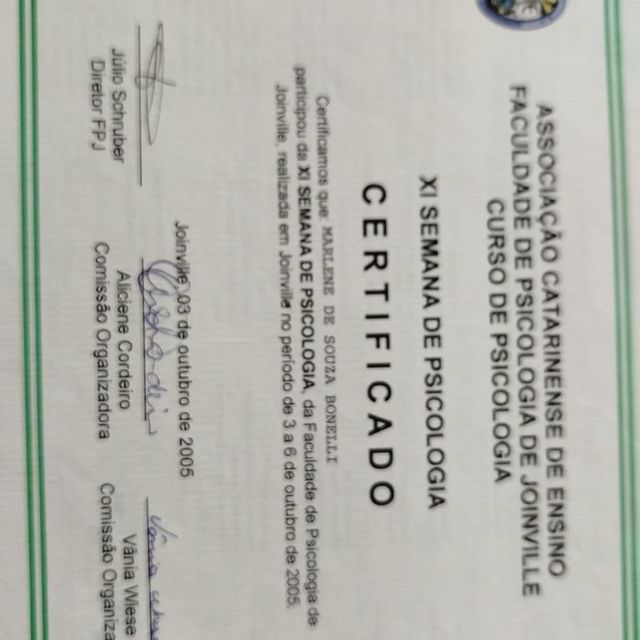 ASSOCIAÇÃO CATARINENSE DE ENSINO
FACULDADE DE PSICOLOGIA DE JOINVILLE
CURSO DE PSICOLOGIA
XI SEMANA DE PSICOLOGIA
CERTIFICADO
Certificamos que MARLENE DE SOUZA BONELLI
participou da XI SEMANA DE PSICOLOGIA, da Faculdade de Psicologia de
Joinville, realizada em Joinville no período de 3 a 6 de outubro de 2005.
Joinville, 03 de outubro de 2005
Júlio Schruber
Diretor FPJ
Aliciene Cordeiro
Comissão Organizadora
Vânia Wiese
Comissão Organiza